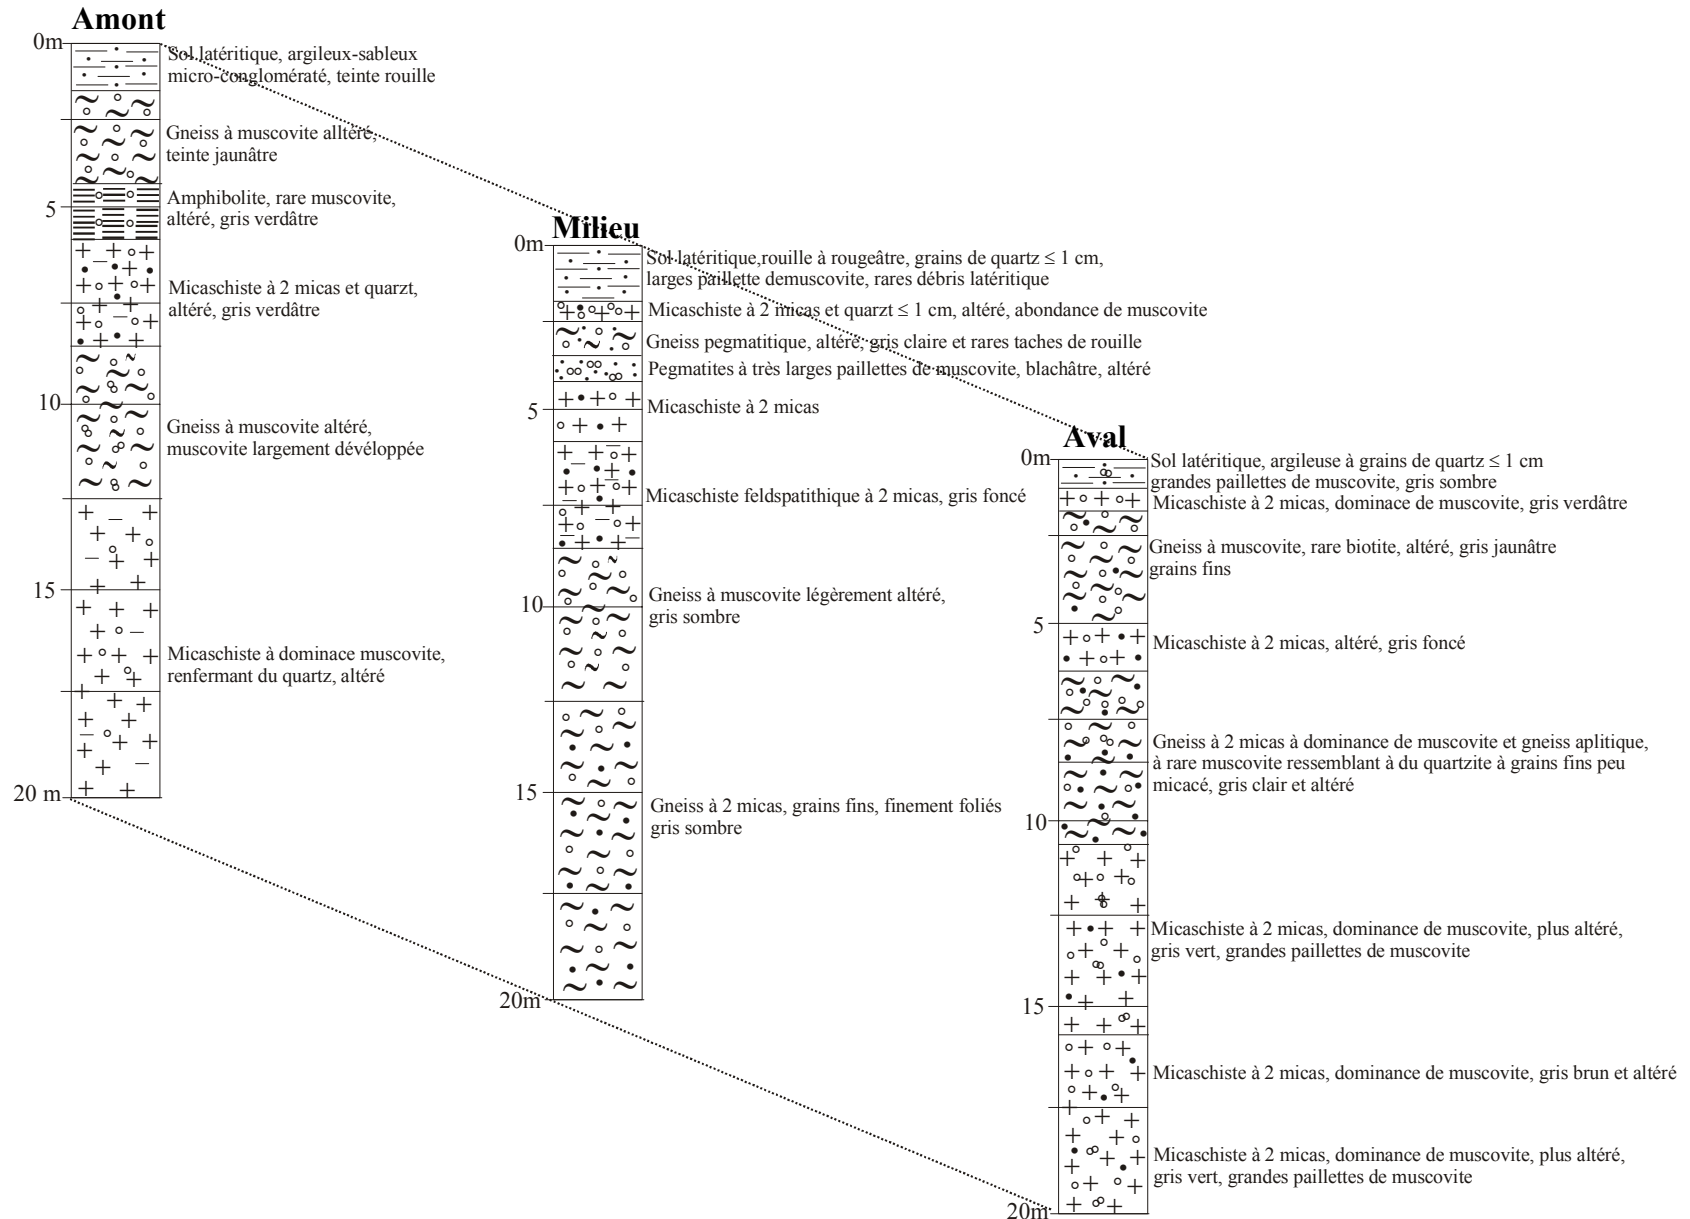 Amont
0m
Sol latéritique, argileux-sableux
micro-conglomératé, teinte rouille
Gneiss à muscovite alltéré,
teinte jaunâtre
Amphibolite, rare muscovite,
altéré, gris verdâtre
5
Micaschiste à 2 micas et quarzt,
altéré, gris verdâtre
10
Gneiss à muscovite altéré,
muscovite largement dévéloppée
15
Micaschiste à dominace muscovite,
renfermant du quartz, altéré
20 m
Milieu
0m
Sol latéritique,rouille à rougeâtre, grains de quartz ≤ 1 cm,
larges paillette demuscovite, rares débris latéritique
Micaschiste à 2 micas et quarzt ≤ 1 cm, altéré, abondance de muscovite
Gneiss pegmatitique, altéré, gris claire et rares taches de rouille
Pegmatites à très larges paillettes de muscovite, blachâtre, altéré
5
Micaschiste à 2 micas
Micaschiste feldspatithique à 2 micas, gris foncé
10
Gneiss à muscovite légèrement altéré,
gris sombre
15
Gneiss à 2 micas, grains fins, finement foliés
gris sombre
20m
Aval
0m
Sol latéritique, argileuse à grains de quartz ≤ 1 cm
grandes paillettes de muscovite, gris sombre
Micaschiste à 2 micas, dominace de muscovite, gris verdâtre
Gneiss à muscovite, rare biotite, altéré, gris jaunâtre
grains fins
5
Micaschiste à 2 micas, altéré, gris foncé
Gneiss à 2 micas à dominance de muscovite et gneiss aplitique,
à rare muscovite ressemblant à du quartzite à grains fins peu
micacé, gris clair et altéré
10
Micaschiste à 2 micas, dominance de muscovite, plus altéré,
gris vert, grandes paillettes de muscovite
15
Micaschiste à 2 micas, dominance de muscovite, gris brun et altéré
Micaschiste à 2 micas, dominance de muscovite, plus altéré,
gris vert, grandes paillettes de muscovite
20m